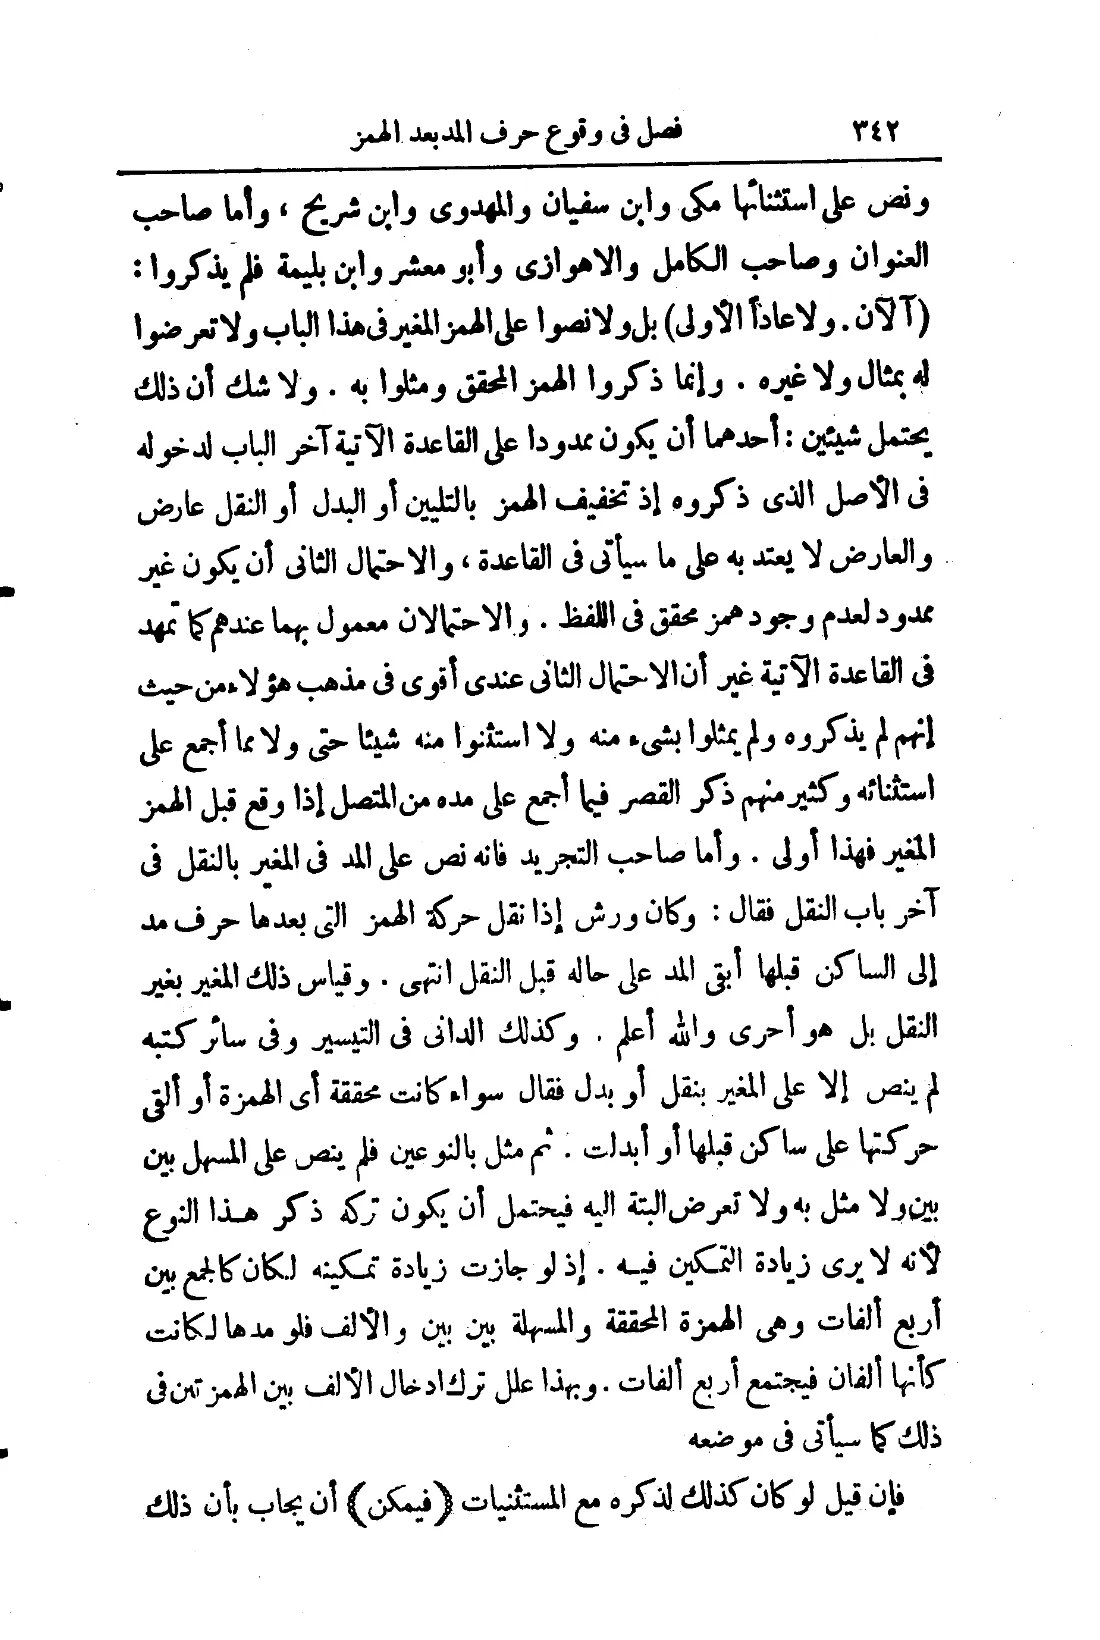 ٣٤٢ فصل فى وقوع حرف المد بعد الهمز
ونص على استثنائها مكى وابن سفيان والمهدوى وابن شريح ، وأما صاحب
العنوان وصاحب الكامل والاهوازى وأبو معشر وابن بليمة فلم يذكروا :
(آلآن . ولا عاداً الأولى) بل ولا نصوا على الهمز المغير فى هذا الباب ولا تعرضوا
له بمثال ولا غيره . وإنما ذكروا الهمز المحقق ومثلوا به . ولا شك أن ذلك
يحتمل شيئين : أحدهما أن يكون ممدودا على القاعدة الآتية آخر الباب لدخوله
فى الأصل الذى ذكروه إذ تخفيف الهمز بالتليين أو البدل أو النقل عارض
والعارض لا يعتد به على ما سيأتى فى القاعدة ، والاحتمال الثانى أن يكون غير
ممدود لعدم وجود همز محقق فى اللفظ . والاحتمالان معمول بهما عندهم كما تمهد
فى القاعدة الآتية غير أن الاحتمال الثانى عندى أقوى فى مذهب هؤلاء من حيث
إنهم لم يذكروه ولم يمثلوا بشىء منه ولا استثنوا منه شيئا حتى ولا مما أجمع على
استثنائه وكثير منهم ذكر القصر فيما أجمع على مده من المتصل إذا وقع قبل الهمز
المغير فهذا أولى . وأما صاحب التجريد فانه نص على المد فى المغير بالنقل فى
آخر باب النقل فقال : وكان ورش إذا نقل حركة الهمز التى بعدها حرف مد
إلى الساكن قبلها أبقى المد على حاله قبل النقل انتهى . وقياس ذلك المغير بغير
النقل بل هو أحرى والله أعلم . وكذلك الدانى فى التيسير وفى سائر كتبه
لم ينص إلا على المغير بنقل أو بدل فقال سواء كانت محققة أى الهمزة أو ألقى
حركتها على ساكن قبلها أو أبدلت . ثم مثل بالنوعين فلم ينص على المسهل بين
بين ولا مثل به ولا تعرض البتة اليه فيحتمل أن يكون تركه ذكر هذا النوع
لأنه لا يرى زيادة التمكين فيه . إذ لو جازت زيادة تمكينه لكان كالجمع بين
أربع ألفات وهى الهمزة المحققة والمسهلة بين بين والألف فلو مدها لكانت
كأنها ألفان فيجتمع أربع ألفات . وبهذا علل ترك ادخال الألف بين الهمزتين فى
ذلك كما سيأتى فى موضعه
فإن قيل لو كان كذلك لذكره مع المستثنيات (فيمكن) أن يجاب بأن ذلك